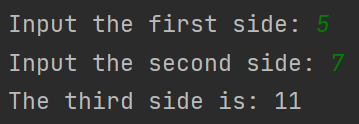 Input the first side: 5
Input the second side: 7
The third side is: 11